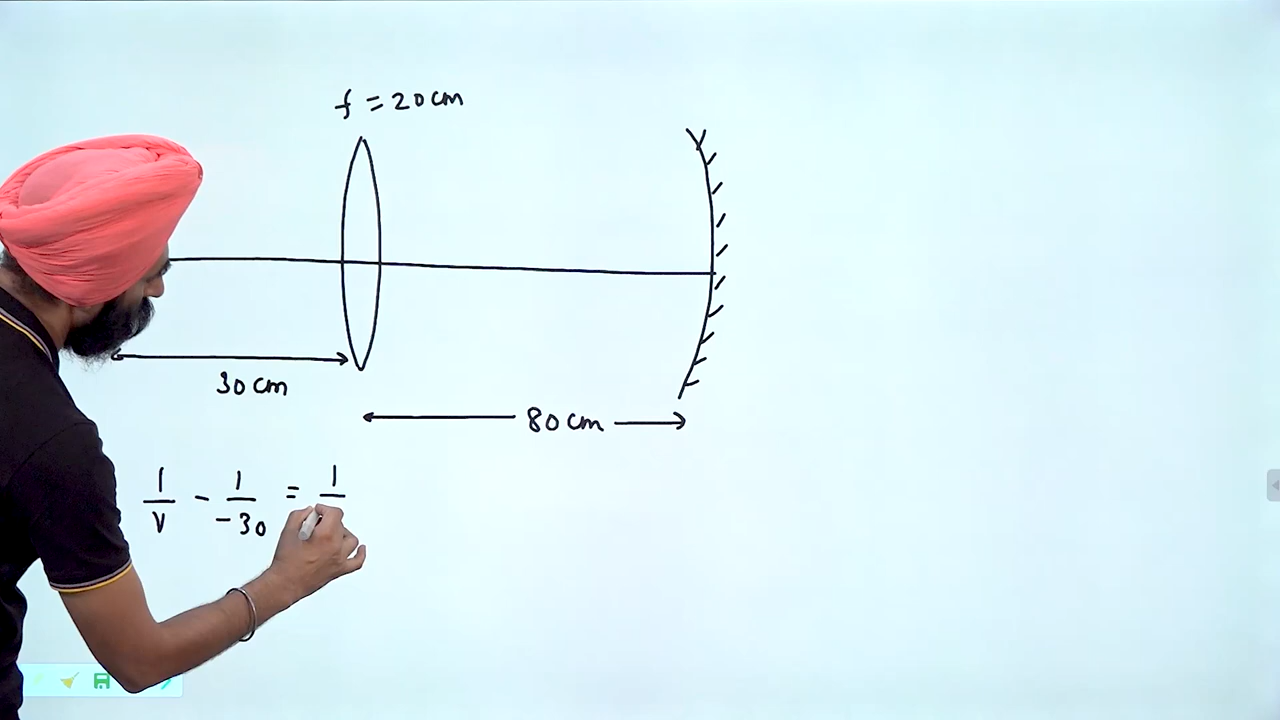 f = 20 cm
30 cm
80 cm
1/v - 1/-30 = 1/